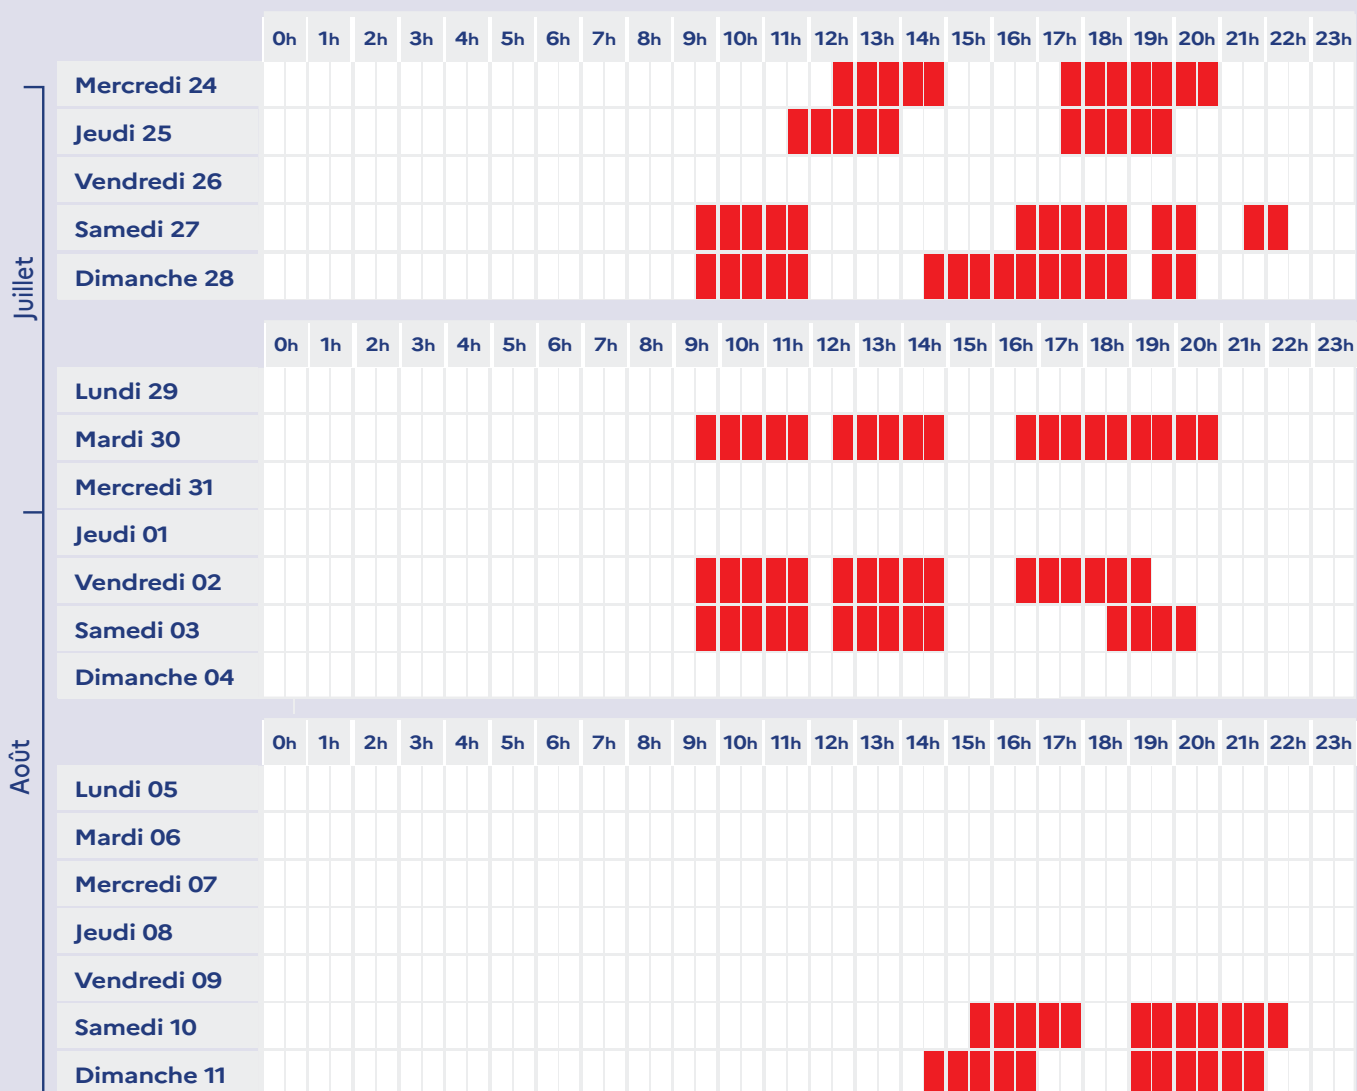 0h 1h 2h 3h 4h 5h 6h 7h 8h 9h 10h 11h 12h 13h 14h 15h 16h 17h 18h 19h 20h 21h 22h 23h
Mercredi 24
Jeudi 25
Vendredi 26
Samedi 27
Dimanche 28
Juillet
0h 1h 2h 3h 4h 5h 6h 7h 8h 9h 10h 11h 12h 13h 14h 15h 16h 17h 18h 19h 20h 21h 22h 23h
Lundi 29
Mardi 30
Mercredi 31
Jeudi 01
Vendredi 02
Samedi 03
Dimanche 04
Août
0h 1h 2h 3h 4h 5h 6h 7h 8h 9h 10h 11h 12h 13h 14h 15h 16h 17h 18h 19h 20h 21h 22h 23h
Lundi 05
Mardi 06
Mercredi 07
Jeudi 08
Vendredi 09
Samedi 10
Dimanche 11